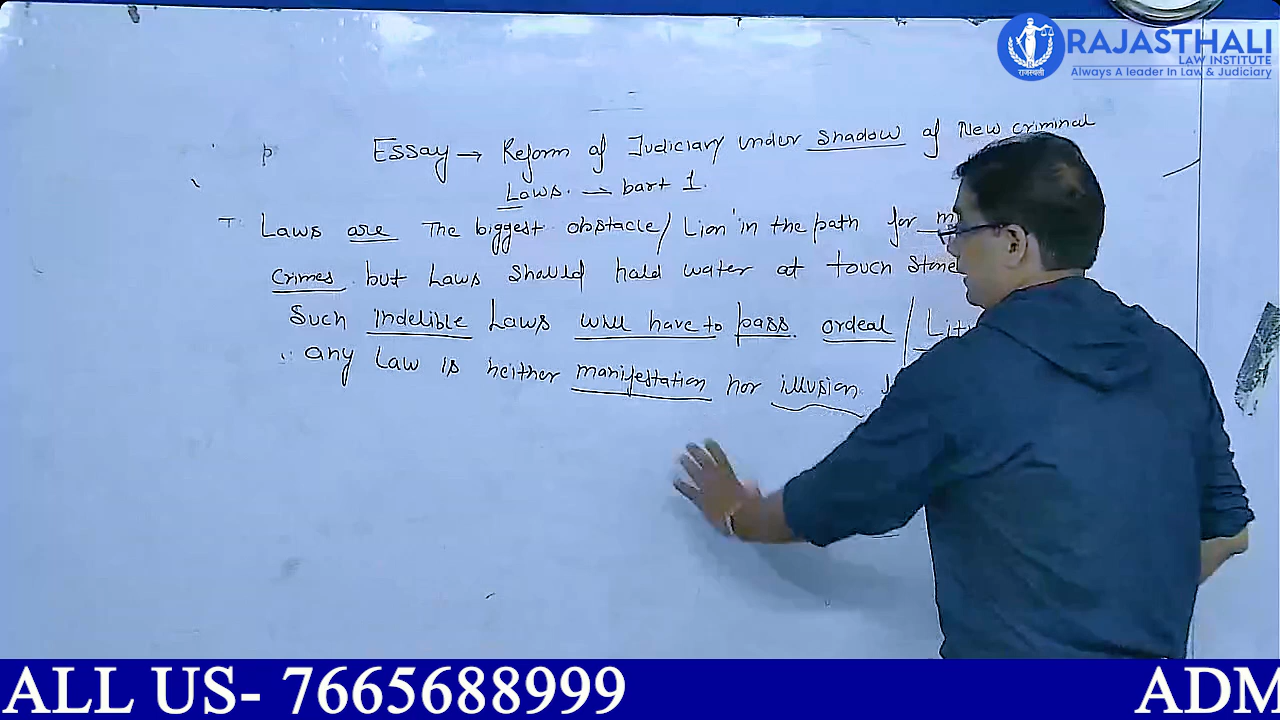 RAJASTHALI
LAW INSTITUTE
राजस्थली
Always A leader In Law & Judiciary
Essay → Reform of Judiciary under shadow of New criminal
Laws. → part 1.
Laws are The biggest obstacle / Lion in the path for
crimes but Laws should hold water at touch stone
Such indelible Laws will have to pass ordeal /
∴ any Law is neither manifestation nor illusion
ALL US- 7665688999
ADM